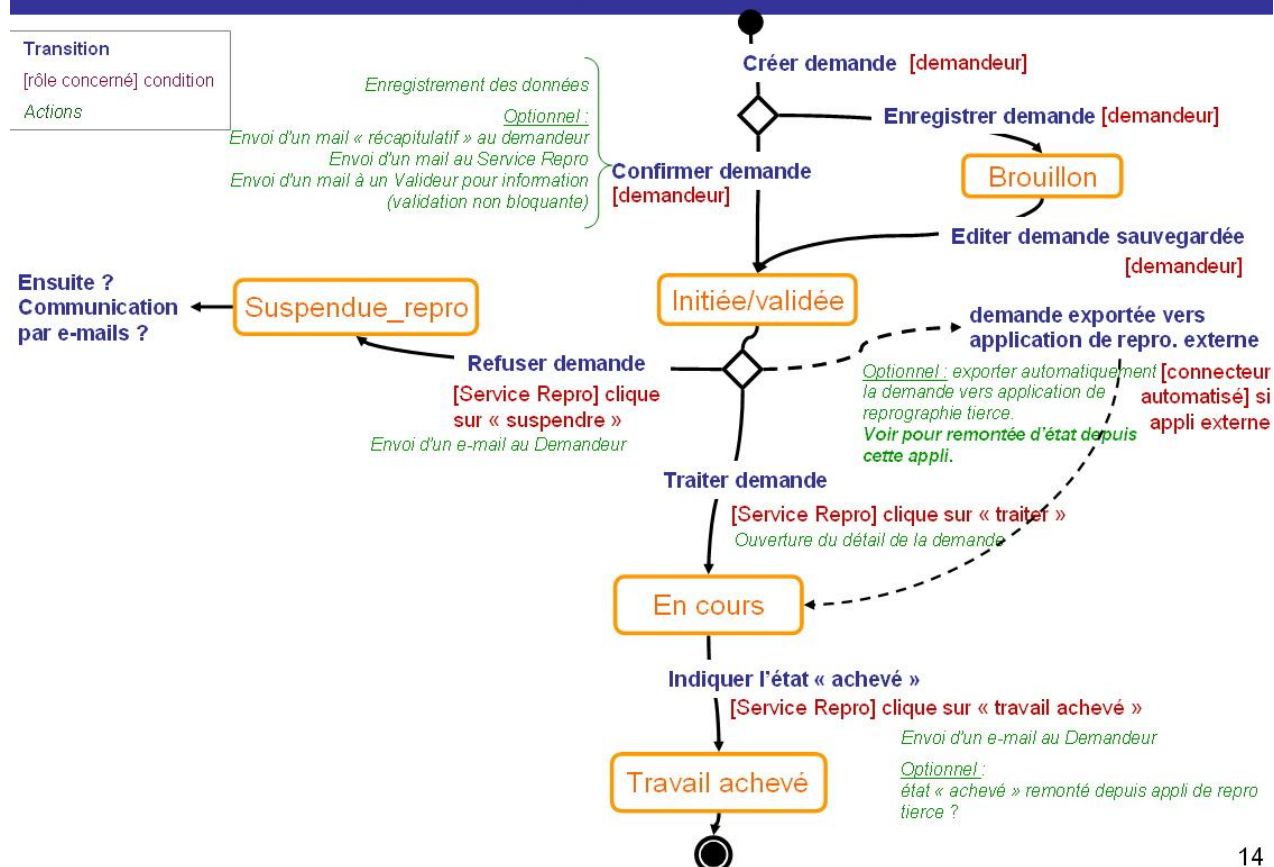 Transition
[rôle concerné] condition
Actions
Créer demande [demandeur]
Enregistrement des données
Optionnel :
Envoi d'un mail « récapitulatif » au demandeur
Envoi d'un mail au Service Repro
Envoi d'un mail à un Valideur pour information
(validation non bloquante)
Enregistrer demande [demandeur]
Confirmer demande
[demandeur]
Brouillon
Editer demande sauvegardée
[demandeur]
Ensuite ?
Communication
par e-mails ?
Suspendue_repro
Initiée/validée
demande exportée vers
application de repro. externe
Refuser demande
[Service Repro] clique
sur « suspendre »
Envoi d'un e-mail au Demandeur
Optionnel : exporter automatiquement
la demande vers application de
reprographie tierce.
Voir pour remontée d'état depuis
cette appli.
[connecteur
automatisé] si
appli externe
Traiter demande
[Service Repro] clique sur « traiter »
Ouverture du détail de la demande
En cours
Indiquer l'état « achevé »
[Service Repro] clique sur « travail achevé »
Envoi d'un e-mail au Demandeur
Optionnel :
état « achevé » remonté depuis appli de repro
tierce ?
Travail achevé
14